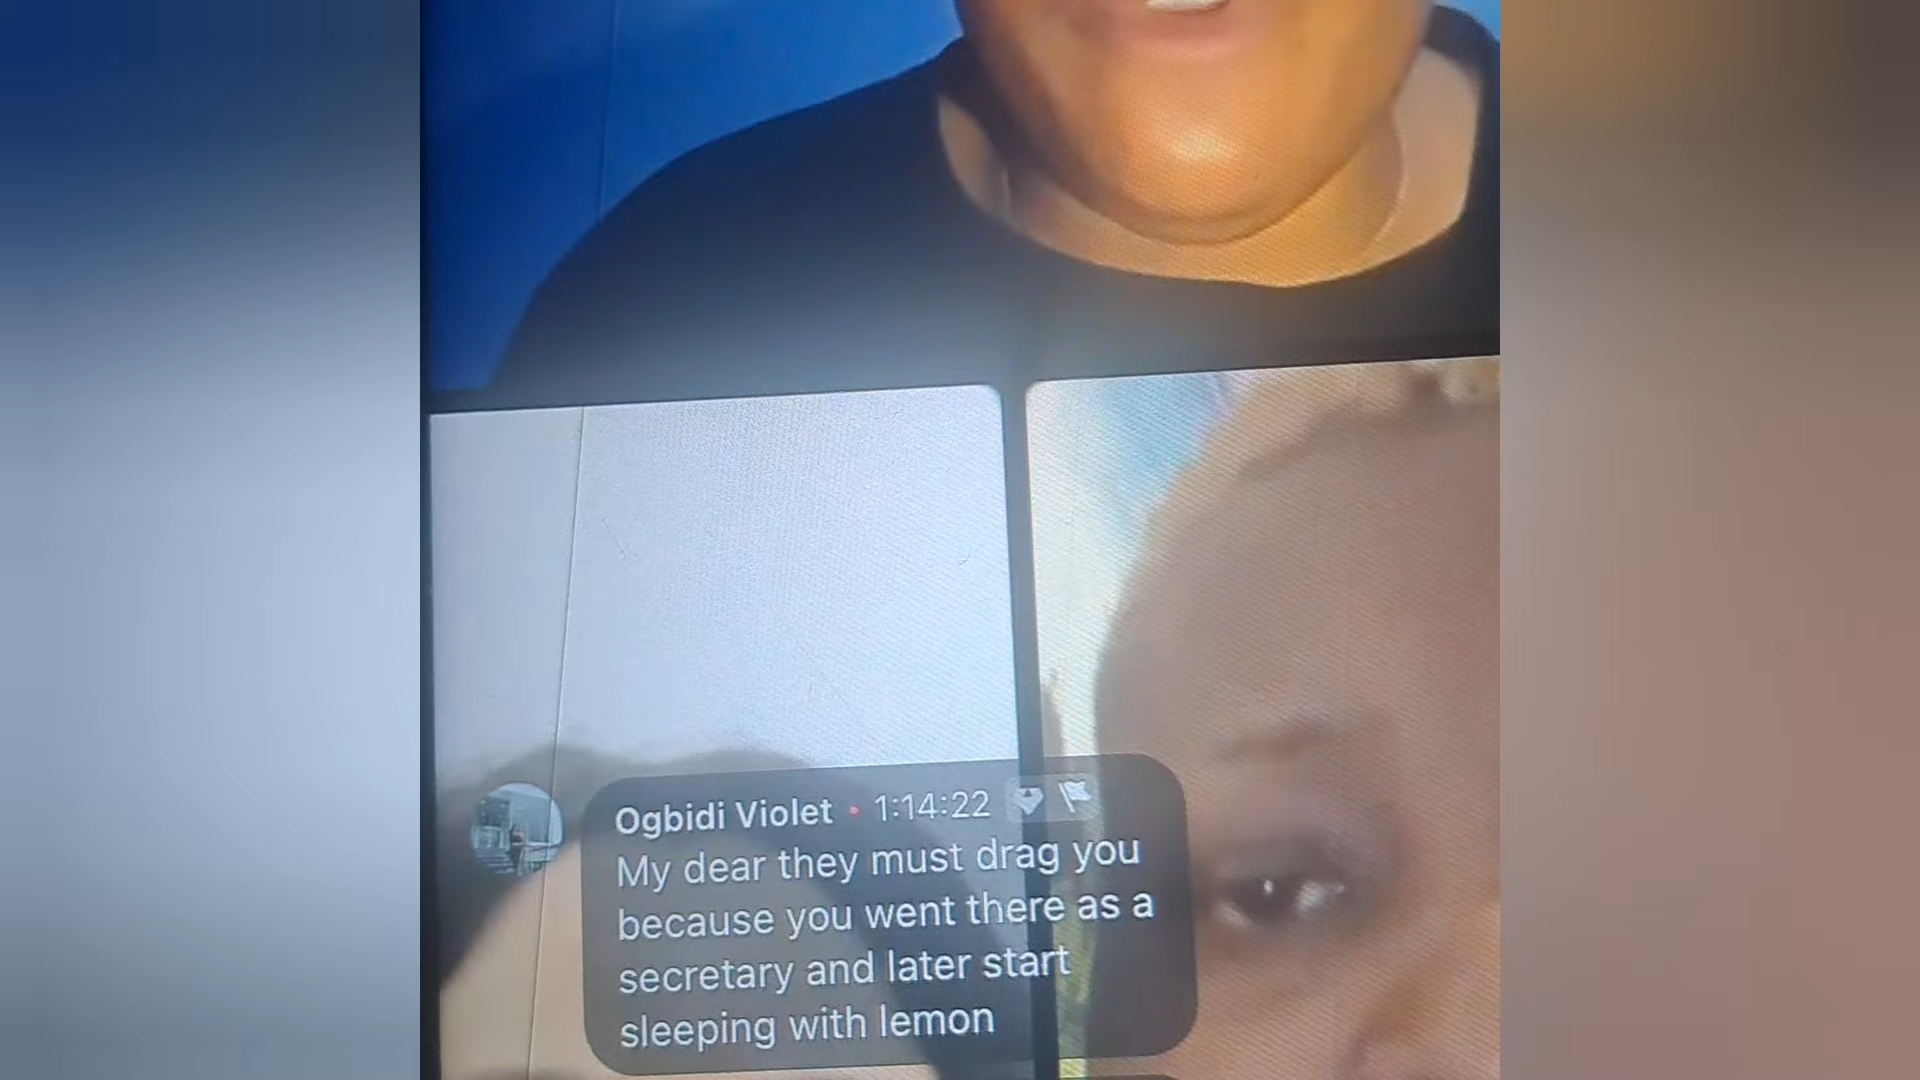 Ogbidi Violet • 1:14:22
My dear they must drag you
because you went there as a
secretary and later start
sleeping with lemon